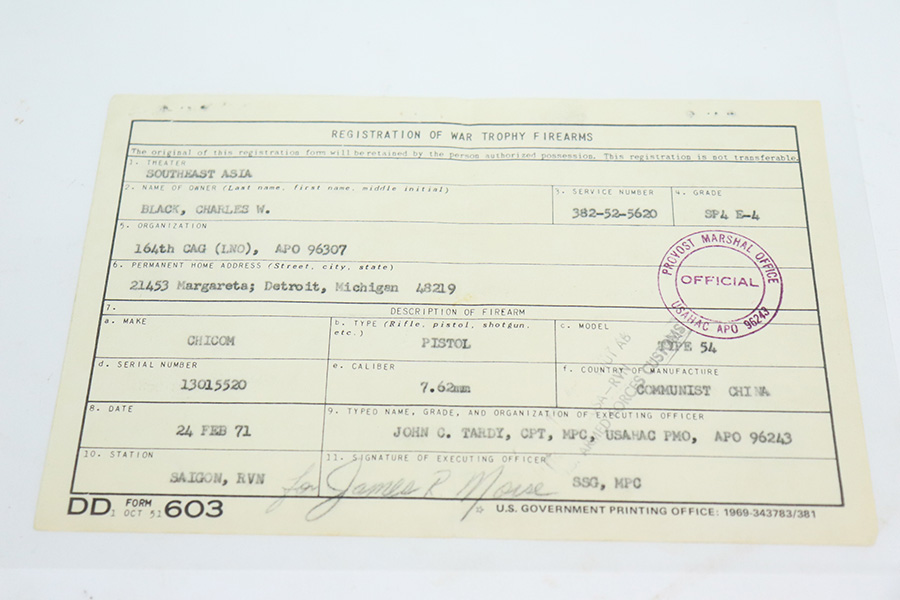 REGISTRATION OF WAR TROPHY FIREARMS
The original of this registration form will be retained by the person authorized possession. This registration is not transferable.
1. THEATER
SOUTHEAST ASIA
2. NAME OF OWNER (Last name, first name, middle initial)
BLACK, CHARLES W.
3. SERVICE NUMBER
382-52-5620
4. GRADE
SP4 E-4
5. ORGANIZATION
164th CAG (LNO), APO 96307
6. PERMANENT HOME ADDRESS (Street, city, state)
21453 Margareta; Detroit, Michigan 48219
PROVOST MARSHAL OFFICE
OFFICIAL
USAHAC APO 96243
7. DESCRIPTION OF FIREARM
a. MAKE
CHICOM
b. TYPE (Rifle, pistol, shotgun, etc.)
PISTOL
c. MODEL
TYPE 54
d. SERIAL NUMBER
13015520
e. CALIBER
7.62mm
f. COUNTRY OF MANUFACTURE
COMMUNIST CHINA
ARMED FORCES CUSTOMS
8. DATE
24 FEB 71
9. TYPED NAME, GRADE, AND ORGANIZATION OF EXECUTING OFFICER
JOHN C. TARDY, CPT, MPC, USAHAC PMO, APO 96243
10. STATION
SAIGON, RVN
11. SIGNATURE OF EXECUTING OFFICER
for James R Morse SSG, MPC
DD FORM 603
1 OCT 51
☆ U.S. GOVERNMENT PRINTING OFFICE: 1969-343783/381